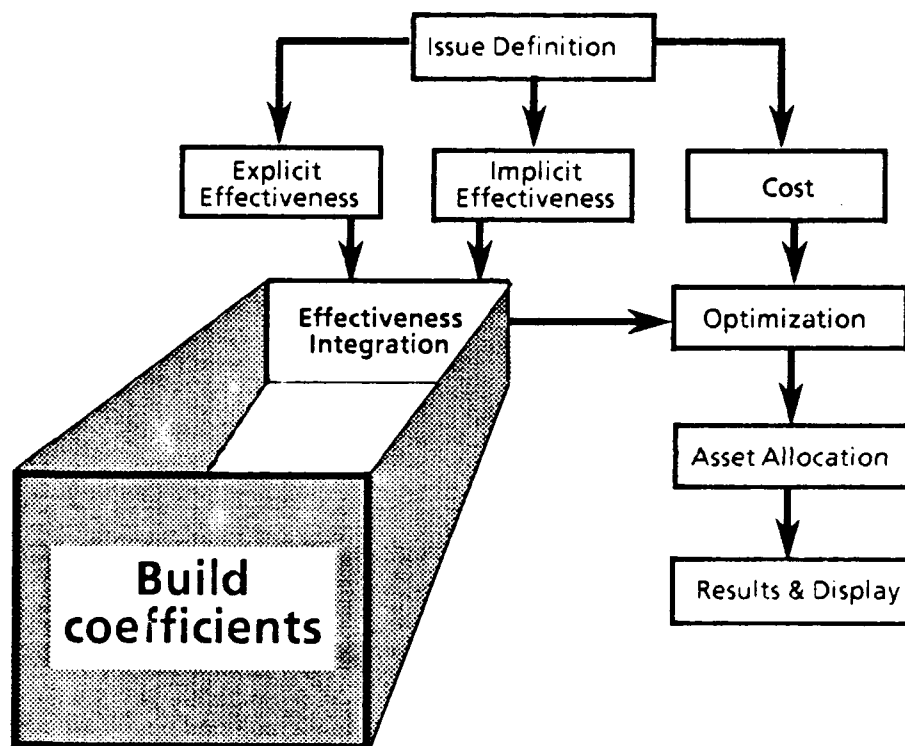 Issue Definition
Explicit
Effectiveness
Implicit
Effectiveness
Cost
Effectiveness
Integration
Optimization
Asset Allocation
Build
coefficients
Results & Display